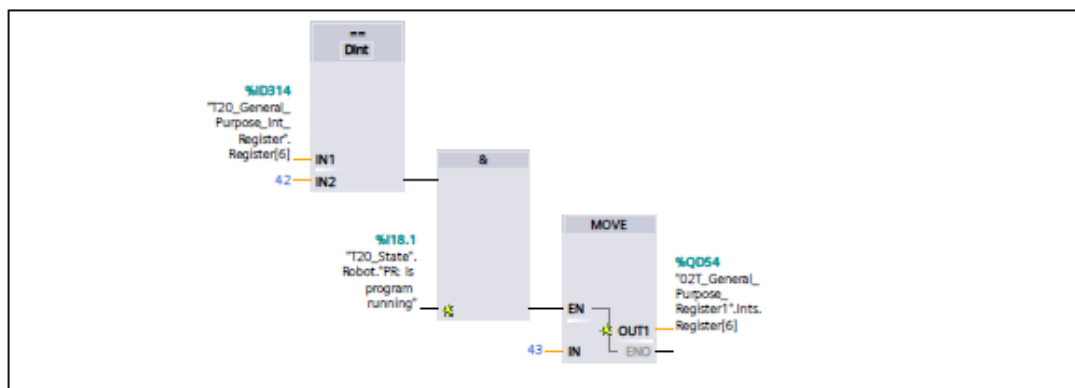 ==
Dint
%ID314
"T20_General_
Purpose_Int_
Register".
Register[6]
IN1
42
IN2
&
%I18.1
"T20_State".
Robot."PR: Is
program
running"
MOVE
EN
43
IN
OUT1
ENO
%QD54
"02T_General_
Purpose_
Register1".Ints.
Register[6]